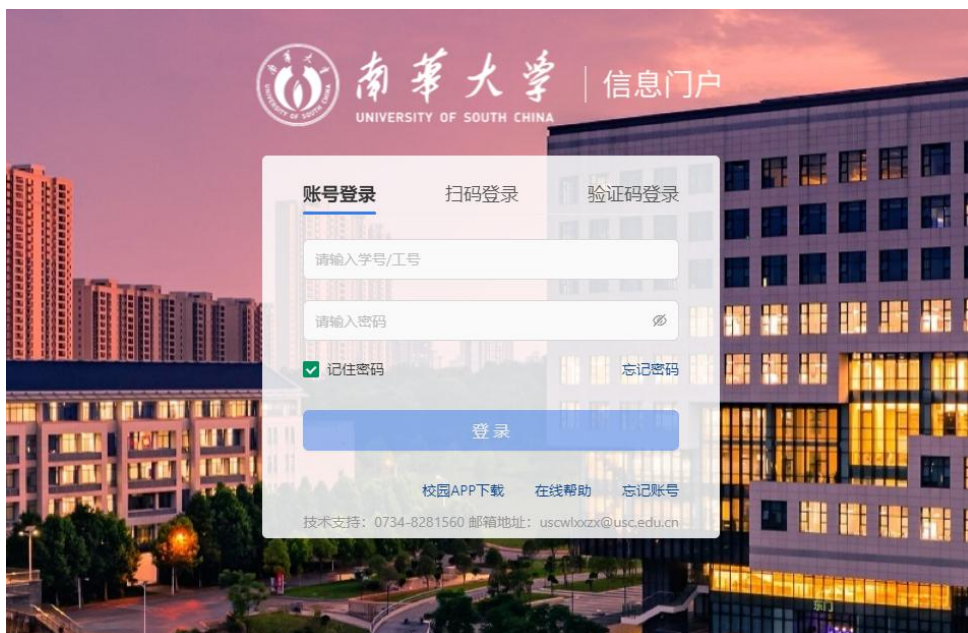 南華大学 | 信息门户
UNIVERSITY OF SOUTH CHINA
账号登录 扫码登录 验证码登录
请输入学号/工号
请输入密码
记住密码 忘记密码
登录
校园APP下载 在线帮助 忘记账号
技术支持：0734-8281560 邮箱地址：uscwlxxzx@usc.edu.cn